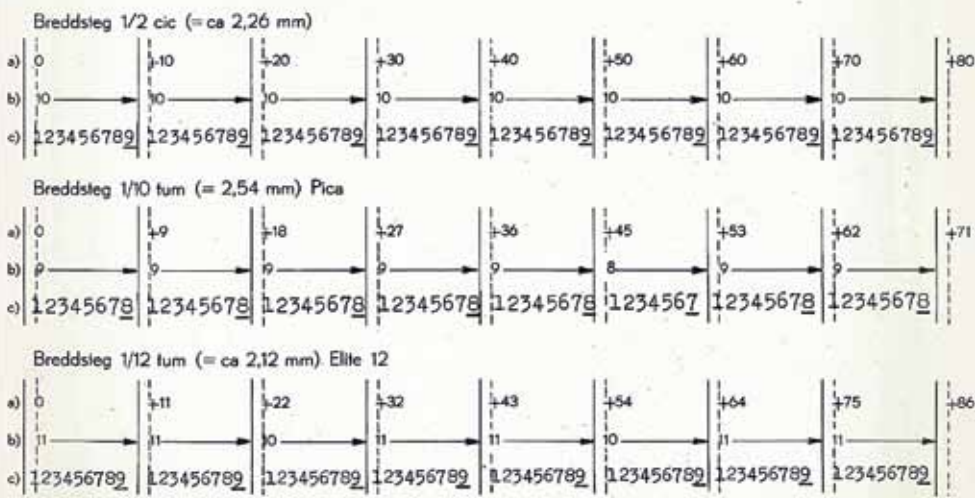 Breddsteg 1/2 cic (= ca 2,26 mm)
a) 0 +10 +20 +30 +40 +50 +60 +70 +80
b) 10 10 10 10 10 10 10 10
c) 123456789 123456789 123456789 123456789 123456789 123456789 123456789 123456789
Breddsteg 1/10 tum (= 2,54 mm) Pica
a) 0 +9 +18 +27 +36 +45 +53 +62 +71
b) 9 9 9 9 9 8 9 9
c) 12345678 12345678 12345678 12345678 12345678 1234567 12345678 12345678
Breddsteg 1/12 tum (= ca 2,12 mm) Elite 12
a) 0 +11 +22 +32 +43 +54 +64 +75 +86
b) 11 11 10 11 11 10 11 11
c) 123456789 123456789 123456789 123456789 123456789 123456789 123456789 123456789